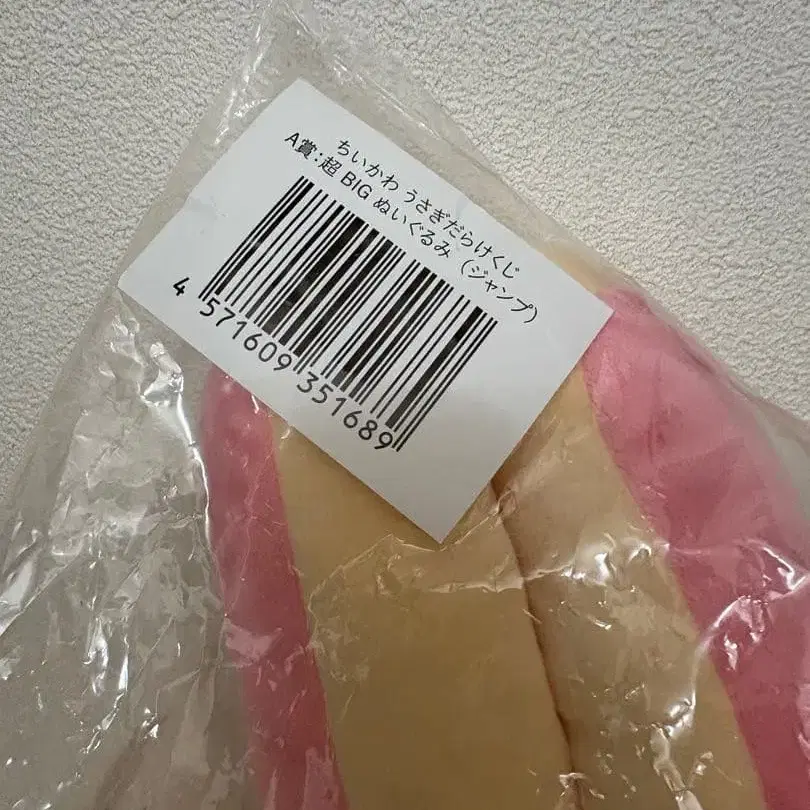 ちいかわ うさぎだらけくじ
A賞:超 BIG ぬいぐるみ (ジャンプ)
4 571609 351689